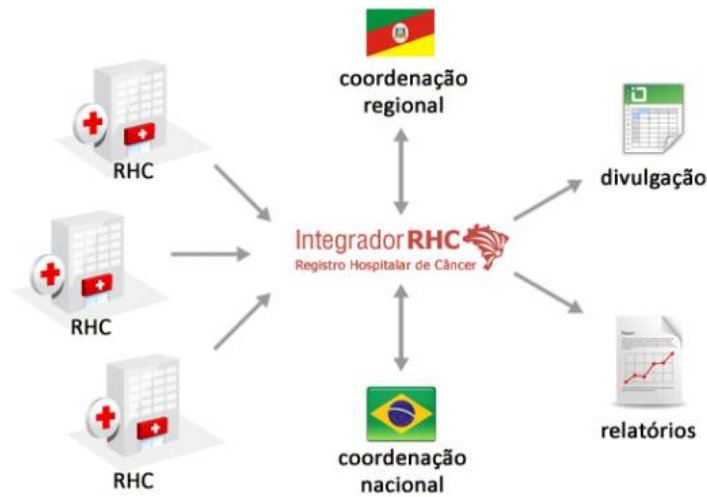 coordenação
regional
RHC
divulgação
IntegradorRHC
Registro Hospitalar de Câncer
RHC
RHC
coordenação
nacional
relatórios